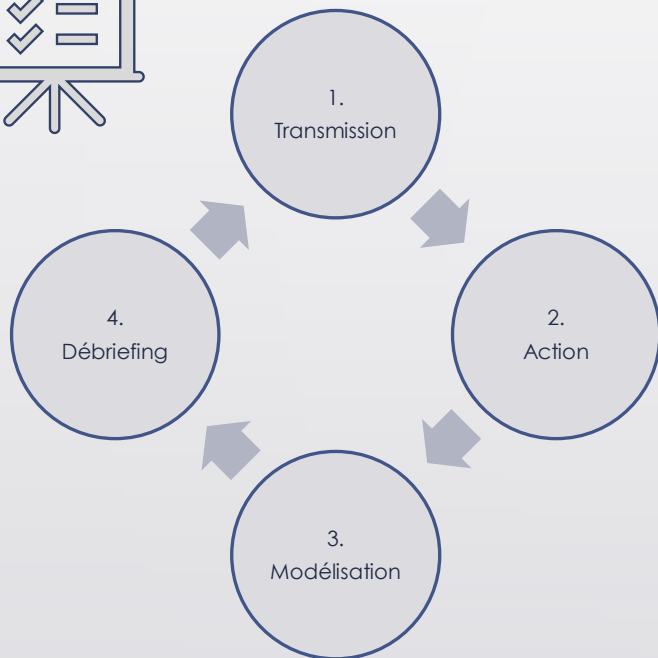 1.
Transmission
2.
Action
3.
Modélisation
4.
Débriefing